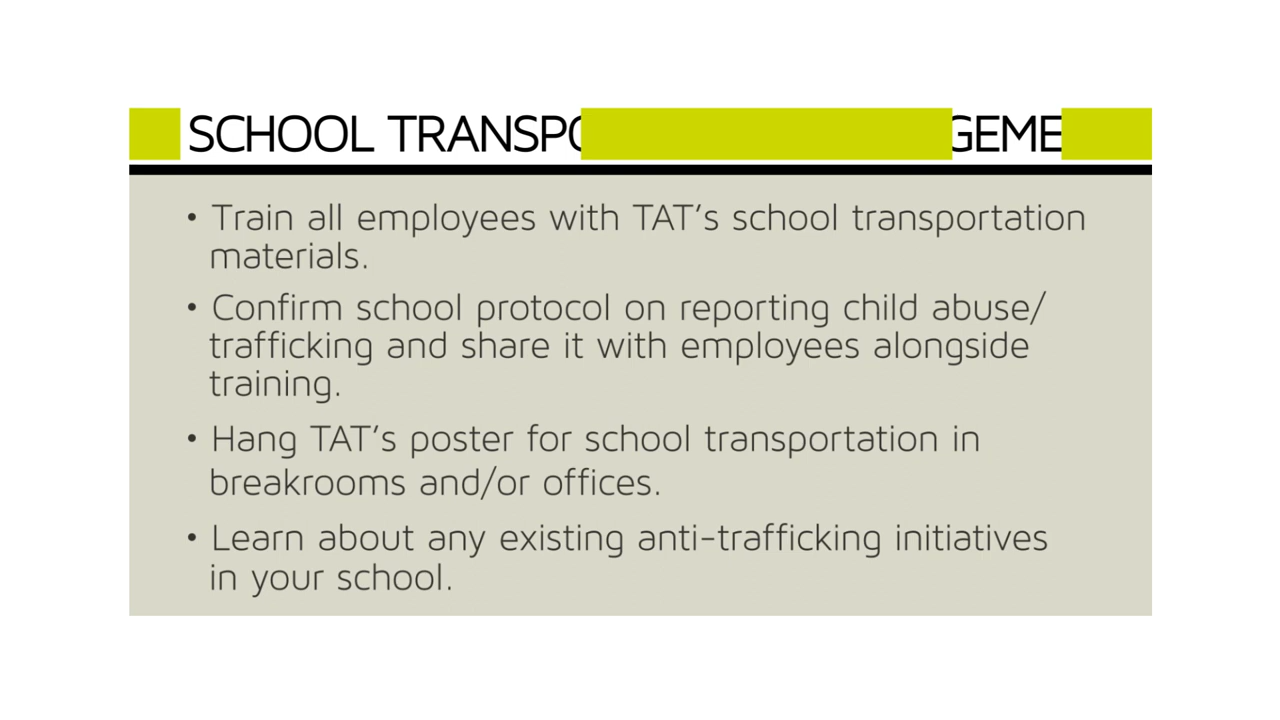 SCHOOL
• Train all employees with TAT’s school transportation
materials.
• Confirm school protocol on reporting child abuse/
trafficking and share it with employees alongside
training.
• Hang TAT’s poster for school transportation in
breakrooms and/or offices.
• Learn about any existing anti-trafficking initiatives
in your school.